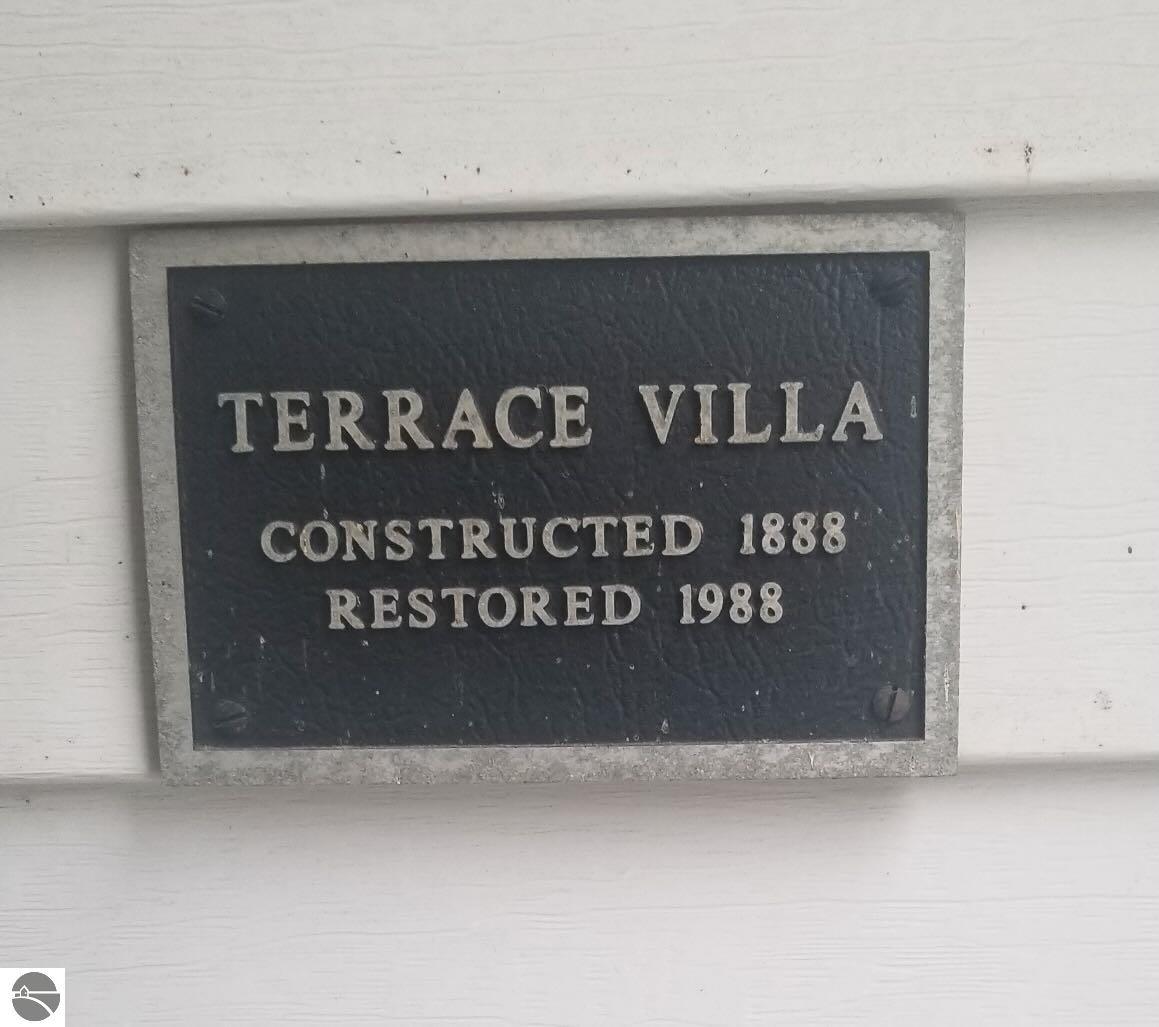 TERRACE VILLA
CONSTRUCTED 1888
RESTORED 1988